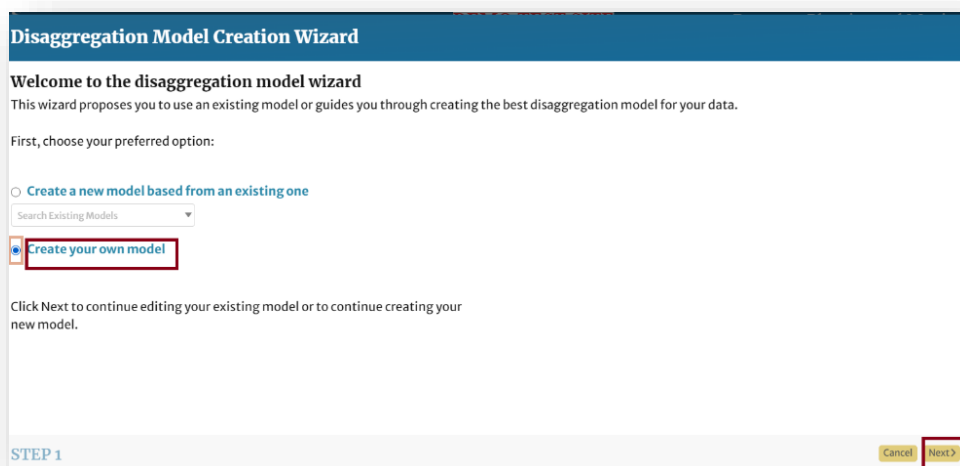 Disaggregation Model Creation Wizard
Welcome to the disaggregation model wizard
This wizard proposes you to use an existing model or guides you through creating the best disaggregation model for your data.
First, choose your preferred option:
Create a new model based from an existing one
Search Existing Models
Create your own model
Click Next to continue editing your existing model or to continue creating your
new model.
STEP 1
Cancel
Next >